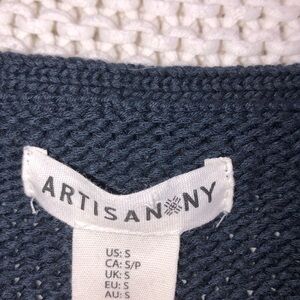 ARTISAN NY
US: S
CA: S/P
UK: S
EU: S
AU: S